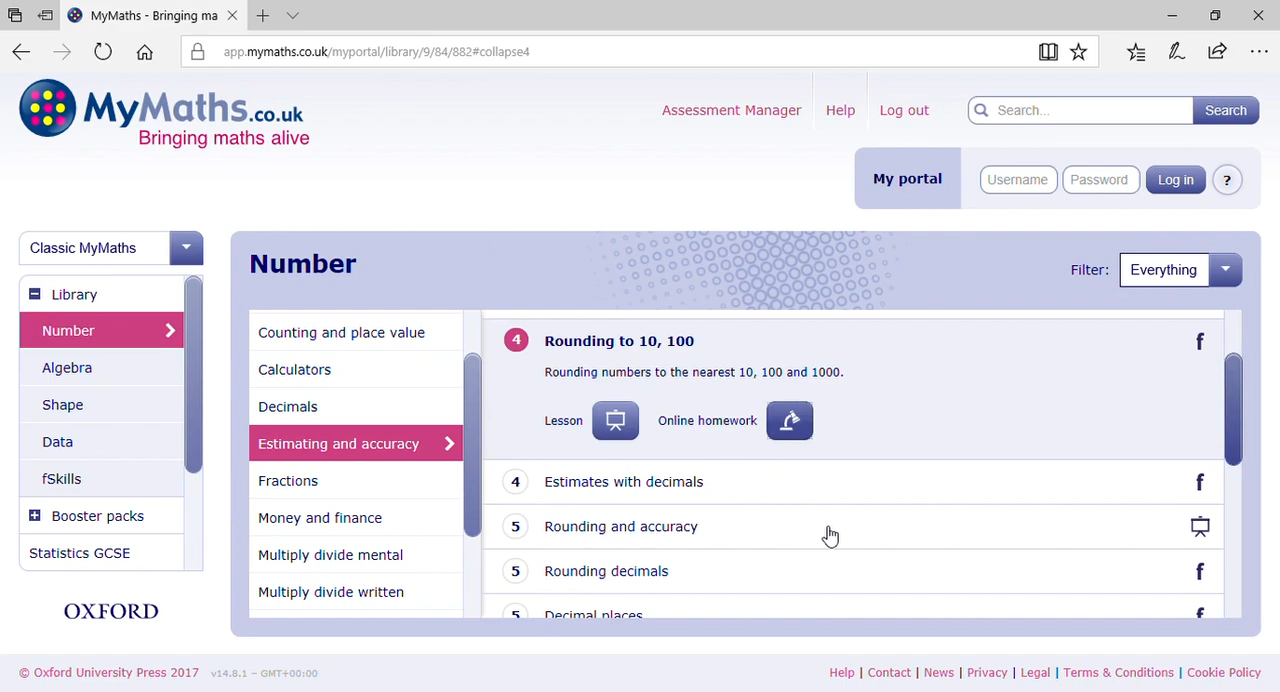 MyMaths - Bringing ma
app.mymaths.co.uk/myportal/library/9/84/882#collapse4
MyMaths.co.uk
Bringing maths alive
Assessment Manager
Help
Log out
Search...
Search
My portal
Username
Password
Log in
?
Classic MyMaths
Library
Number
Algebra
Shape
Data
fSkills
Booster packs
Statistics GCSE
OXFORD
Number
Filter:
Everything
Counting and place value
Calculators
Decimals
Estimating and accuracy
Fractions
Money and finance
Multiply divide mental
Multiply divide written
4 Rounding to 10, 100 f
Rounding numbers to the nearest 10, 100 and 1000.
Lesson
Online homework
4 Estimates with decimals f
5 Rounding and accuracy
5 Rounding decimals f
5 Decimal places f
© Oxford University Press 2017 v14.8.1 – GMT+00:00
Help | Contact | News | Privacy | Legal | Terms & Conditions | Cookie Policy